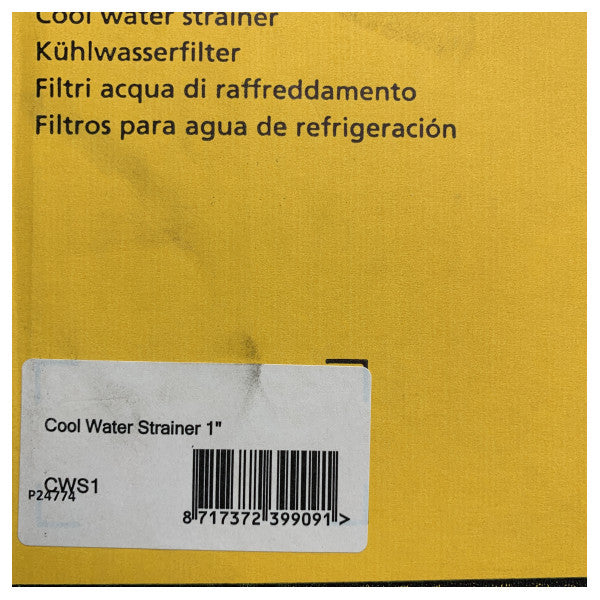 Cool water strainer
Kühlwasserfilter
Filtri acqua di raffreddamento
Filtros para agua de refrigeración
Cool Water Strainer 1"
CWS1
P24774
8 717372 399091 >